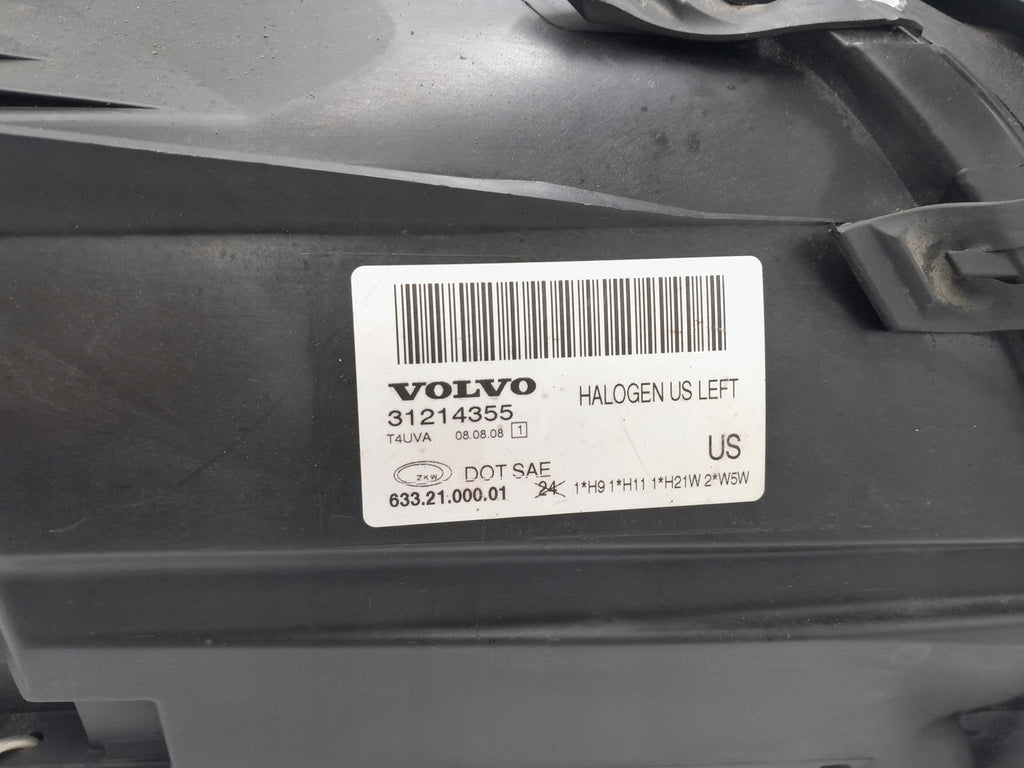 VOLVO
HALOGEN US LEFT
31214355
T4UVA 08.08.08 1
US
ZKW DOT SAE
633.21.000.01 24 1*H9 1*H11 1*H21W 2*W5W